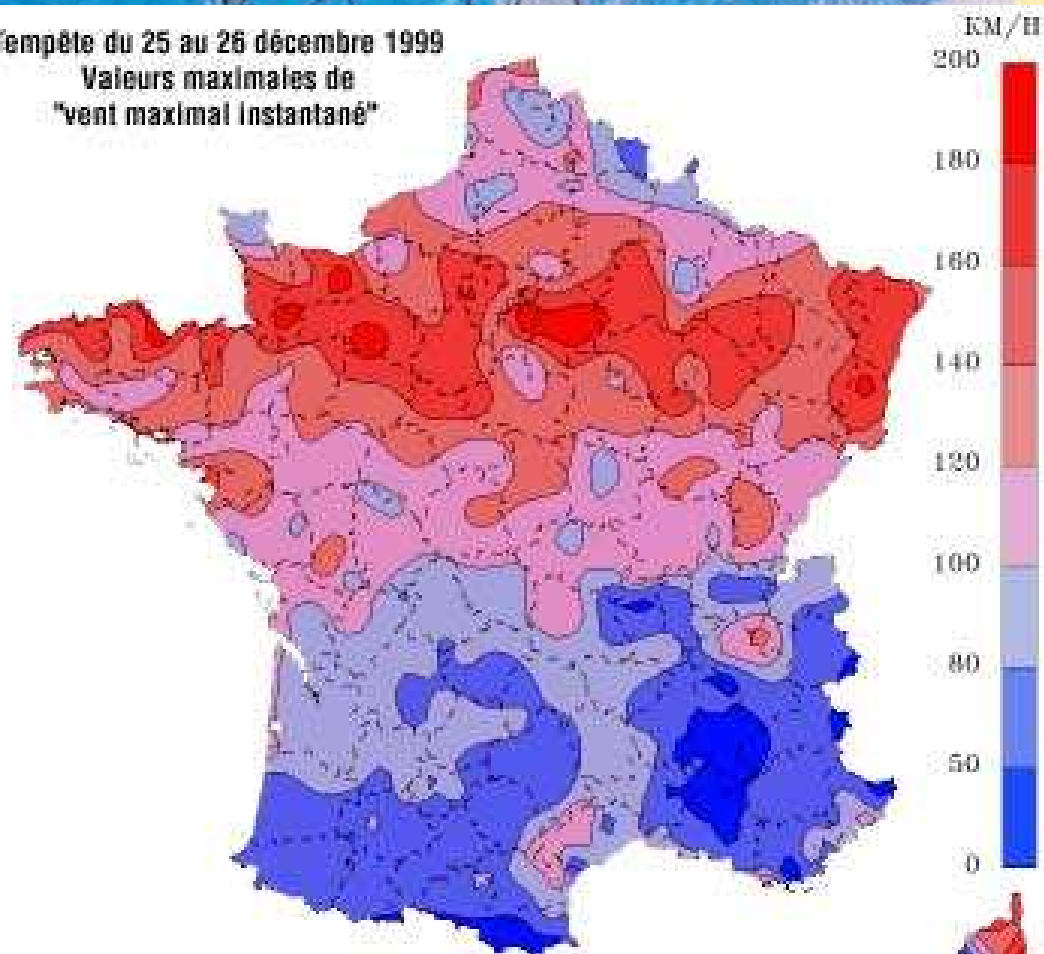 Tempête du 25 au 26 décembre 1999
Valeurs maximales de
"vent maximal instantané"
KM/H
200
180
160
140
120
100
80
50
0